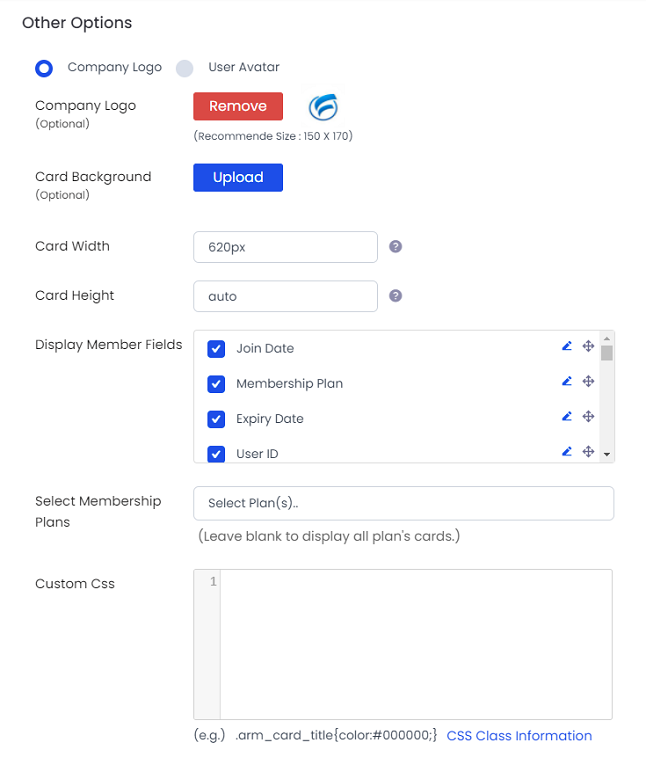 Other Options
Company Logo User Avatar
Company Logo
(Optional)
Remove
(Recommende Size : 150 X 170)
Card Background
(Optional)
Upload
Card Width
620px
?
Card Height
auto
?
Display Member Fields
Join Date
Membership Plan
Expiry Date
User ID
Select Membership
Plans
Select Plan(s)..
(Leave blank to display all plan's cards.)
Custom Css
1
(e.g.) .arm_card_title{color:#000000;} CSS Class Information